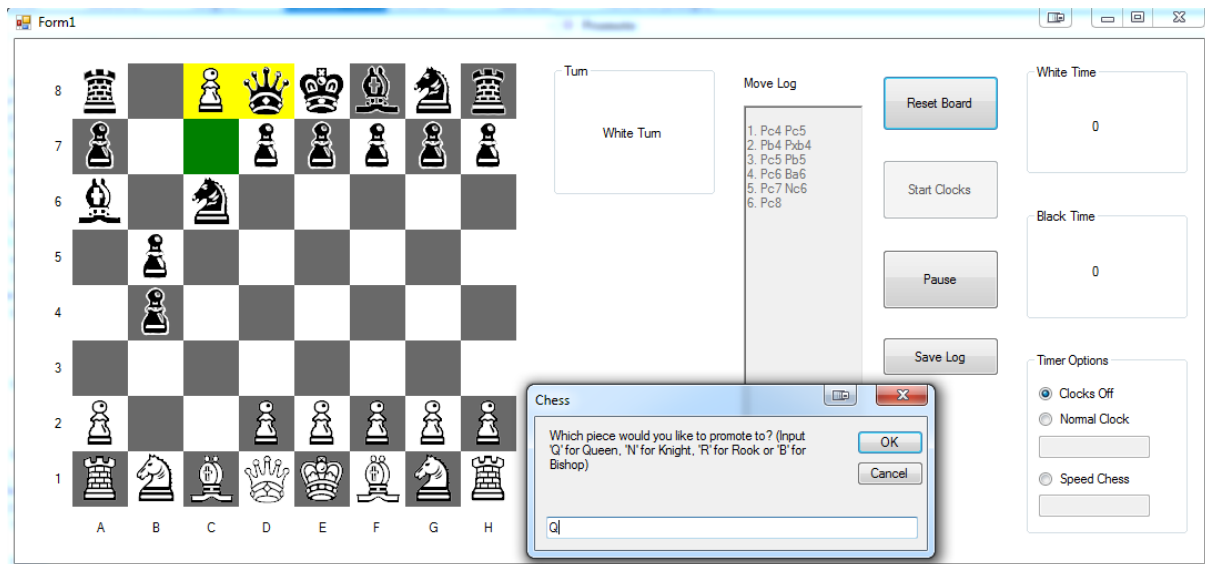 Form1
Turn
White Turn
Move Log
1. Pc4 Pc5
2. Pb4 Pxb4
3. Pc5 Pb5
4. Pc6 Ba6
5. Pc7 Nc6
6. Pc8
Reset Board
Start Clocks
Pause
Save Log
White Time
0
Black Time
0
Timer Options
Clocks Off
Normal Clock
Speed Chess
8
7
6
5
4
3
2
1
A B C D E F G H
Chess
Which piece would you like to promote to? (Input
'Q' for Queen, 'N' for Knight, 'R' for Rook or 'B' for
Bishop)
OK
Cancel
Q